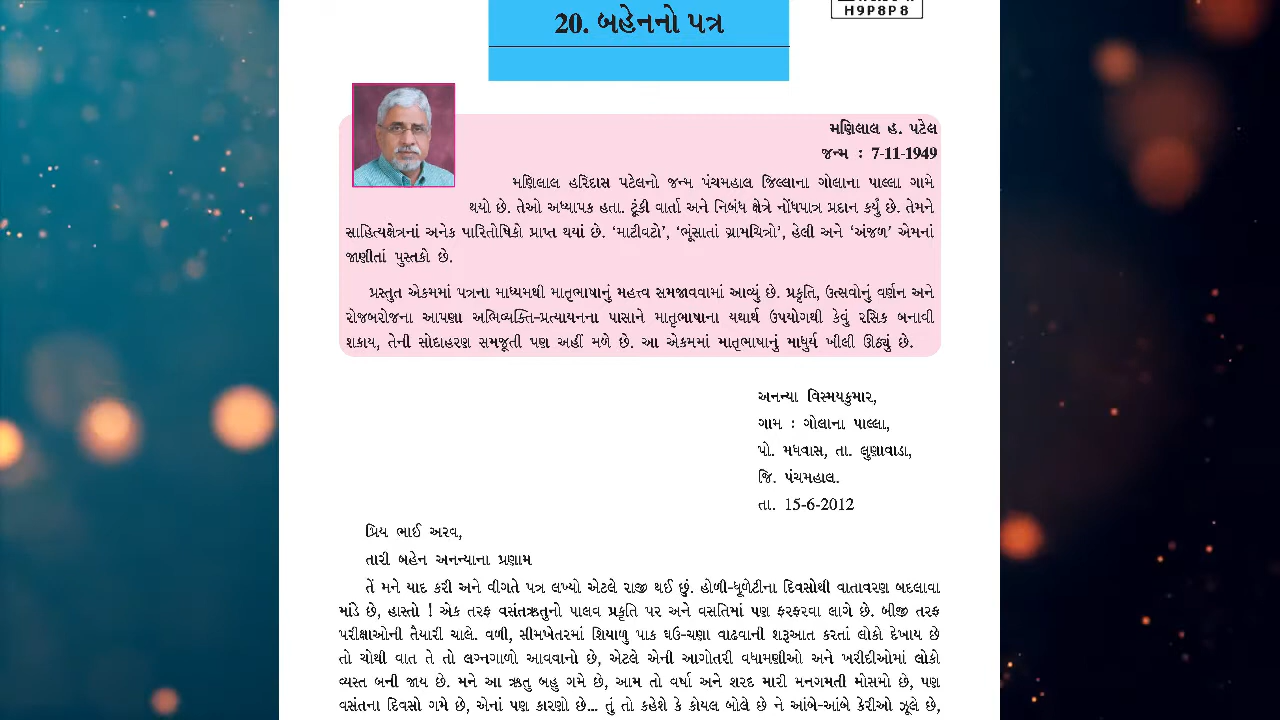 20. બહેનનો પત્ર
H9P8P8
મણિલાલ હ. પટેલ
જન્મ : 7-11-1949
મણિલાલ હરિદાસ પટેલનો જન્મ પંચમહાલ જિલ્લાના ગોલાના પાલ્લા ગામે
થયો છે. તેઓ અધ્યાપક હતા. ટૂંકી વાર્તા અને નિબંધ ક્ષેત્રે નોંધપાત્ર પ્રદાન કર્યું છે. તેમને
સાહિત્યક્ષેત્રનાં અનેક પારિતોષિકો પ્રાપ્ત થયાં છે. ‘માટીવટો’, ‘ભૂંસાતાં ગ્રામચિત્રો’, હેલી અને ‘અંજળ’ એમનાં
જાણીતાં પુસ્તકો છે.
પ્રસ્તુત એકમમાં પત્રના માધ્યમથી માતૃભાષાનું મહત્ત્વ સમજાવવામાં આવ્યું છે. પ્રકૃતિ, ઉત્સવોનું વર્ણન અને
રોજબરોજના આપણા અભિવ્યક્તિ-પ્રત્યાયનના પાસાને માતૃભાષાના યથાર્થ ઉપયોગથી કેવું રસિક બનાવી
શકાય, તેની સોદાહરણ સમજૂતી પણ અહીં મળે છે. આ એકમમાં માતૃભાષાનું માધુર્ય ખીલી ઊઠ્યું છે.
અનન્યા વિસ્મયકુમાર,
ગામ : ગોલાના પાલ્લા,
પો. મધવાસ, તા. લુણાવાડા,
જિ. પંચમહાલ.
તા. 15-6-2012
પ્રિય ભાઈ અરવ,
તારી બહેન અનન્યાના પ્રણામ
તેં મને યાદ કરી અને વીગતે પત્ર લખ્યો એટલે રાજી થઈ છું. હોળી-ધૂળેટીના દિવસોથી વાતાવરણ બદલાવા
માંડે છે, હાસ્તો ! એક તરફ વસંતઋતુનો પાલવ પ્રકૃતિ પર અને વસતિમાં પણ ફરફરવા લાગે છે. બીજી તરફ
પરીક્ષાઓની તૈયારી ચાલે. વળી, સીમખેતરમાં શિયાળુ પાક ઘઉં-ચણા વાઢવાની શરૂઆત કરતાં લોકો દેખાય છે
તો ચોથી વાત તે તો લગ્નગાળો આવવાનો છે, એટલે એની આગોતરી વધામણીઓ અને ખરીદીઓમાં લોકો
વ્યસ્ત બની જાય છે. મને આ ઋતુ બહુ ગમે છે, આમ તો વર્ષા અને શરદ મારી મનગમતી મોસમો છે, પણ
વસંતના દિવસો ગમે છે, એનાં પણ કારણો છે... તું તો કહેશે કે કોયલ બોલે છે ને આંબે-આંબે કેરીઓ ઝૂલે છે,